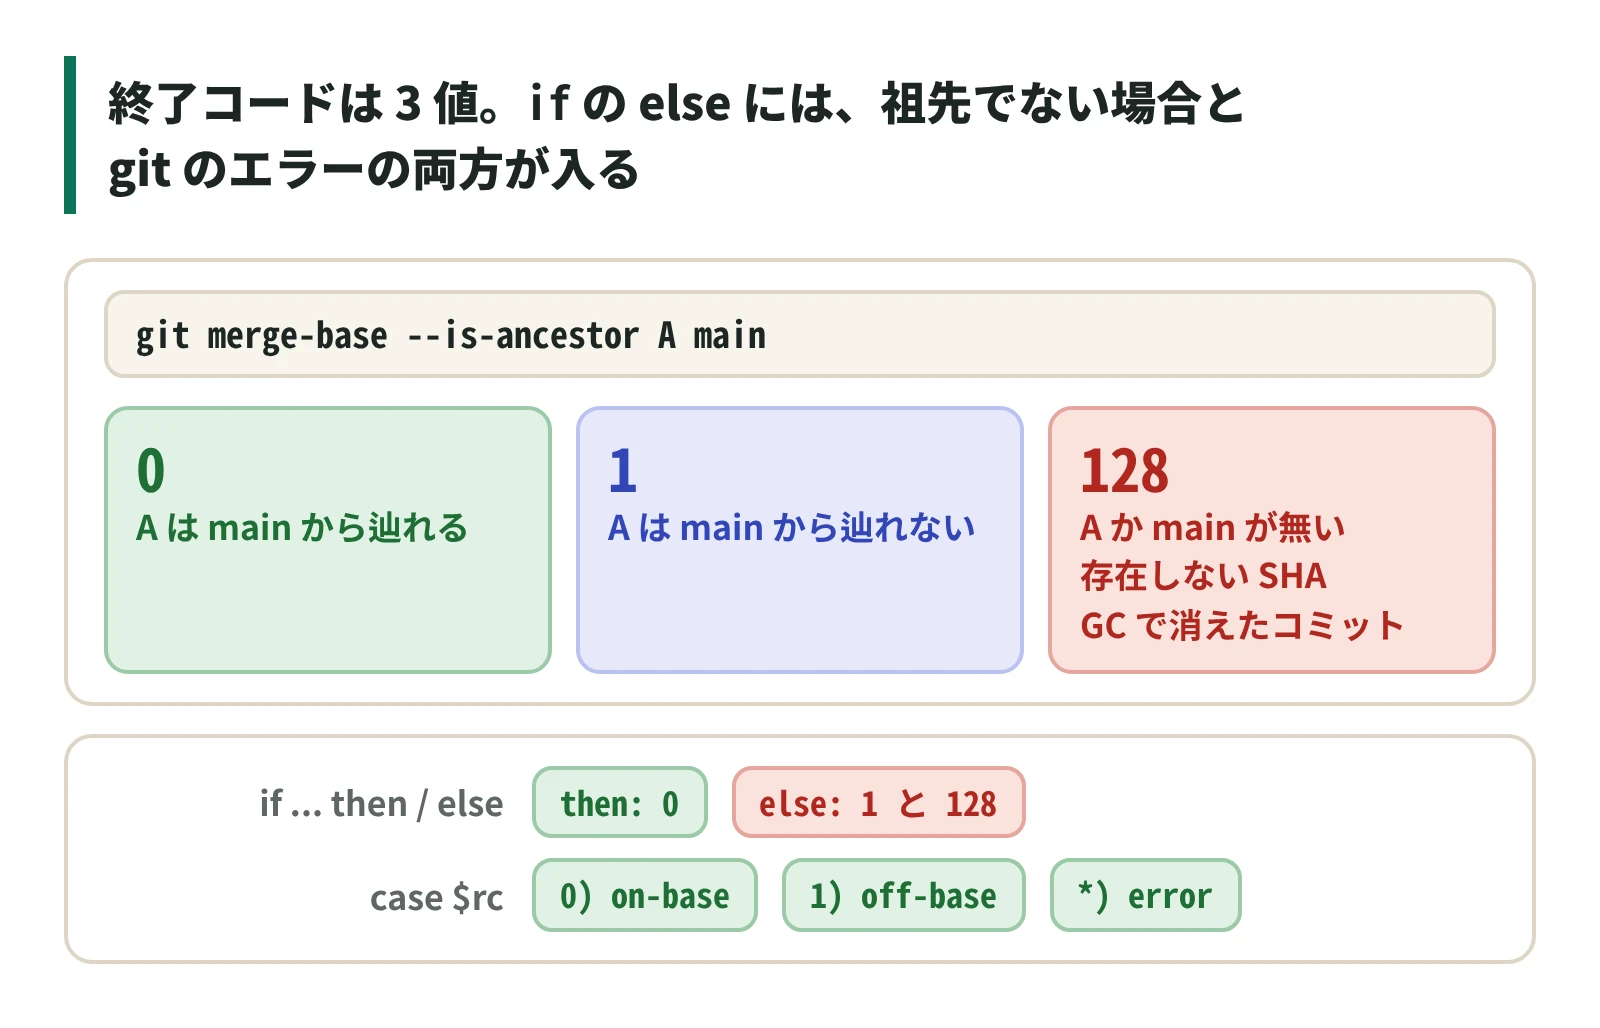 終了コードは 3 値。if の else には、祖先でない場合と
git のエラーの両方が入る
git merge-base --is-ancestor A main
0
A は main から辿れる
1
A は main から辿れない
128
A か main が無い
存在しない SHA
GC で消えたコミット
if ... then / else
then: 0
else: 1 と 128
case $rc
0) on-base
1) off-base
*) error